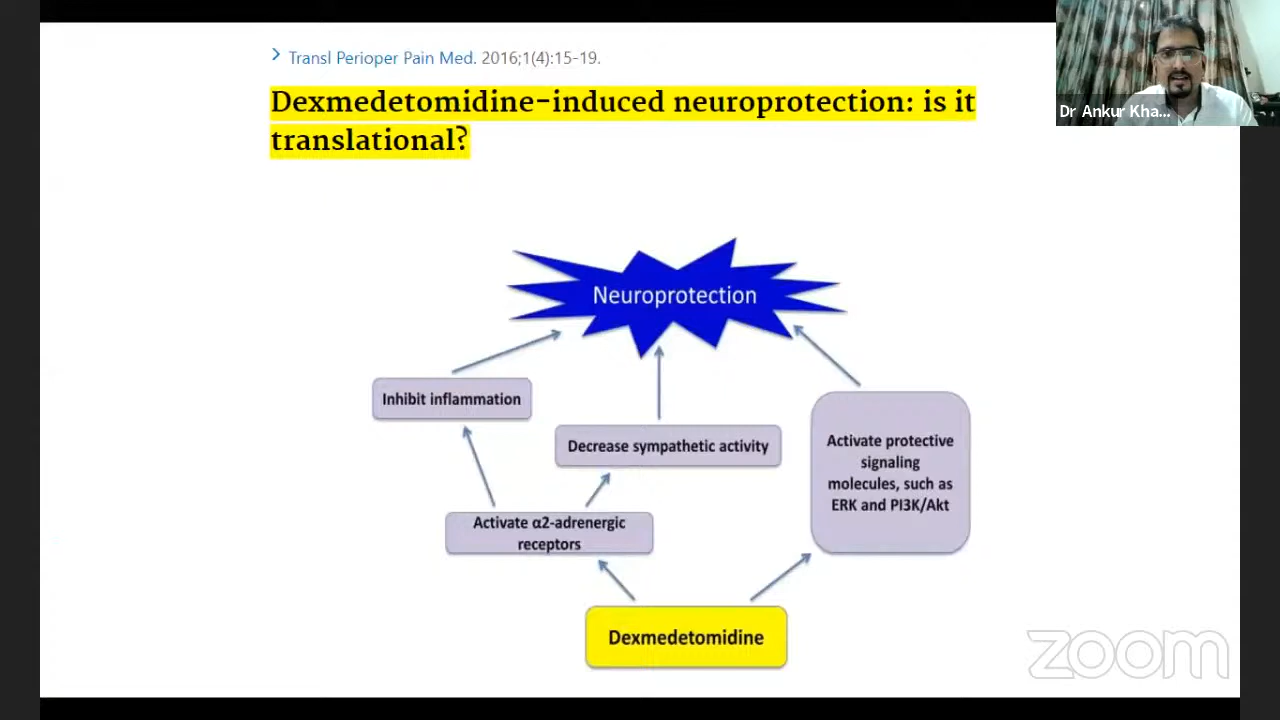 Transl Perioper Pain Med. 2016;1(4):15-19.
Dexmedetomidine-induced neuroprotection: is it
translational?
Dr Ankur Kha...
Neuroprotection
Inhibit inflammation
Decrease sympathetic activity
Activate protective
signaling
molecules, such as
ERK and PI3K/Akt
Activate α2-adrenergic
receptors
Dexmedetomidine
zoom